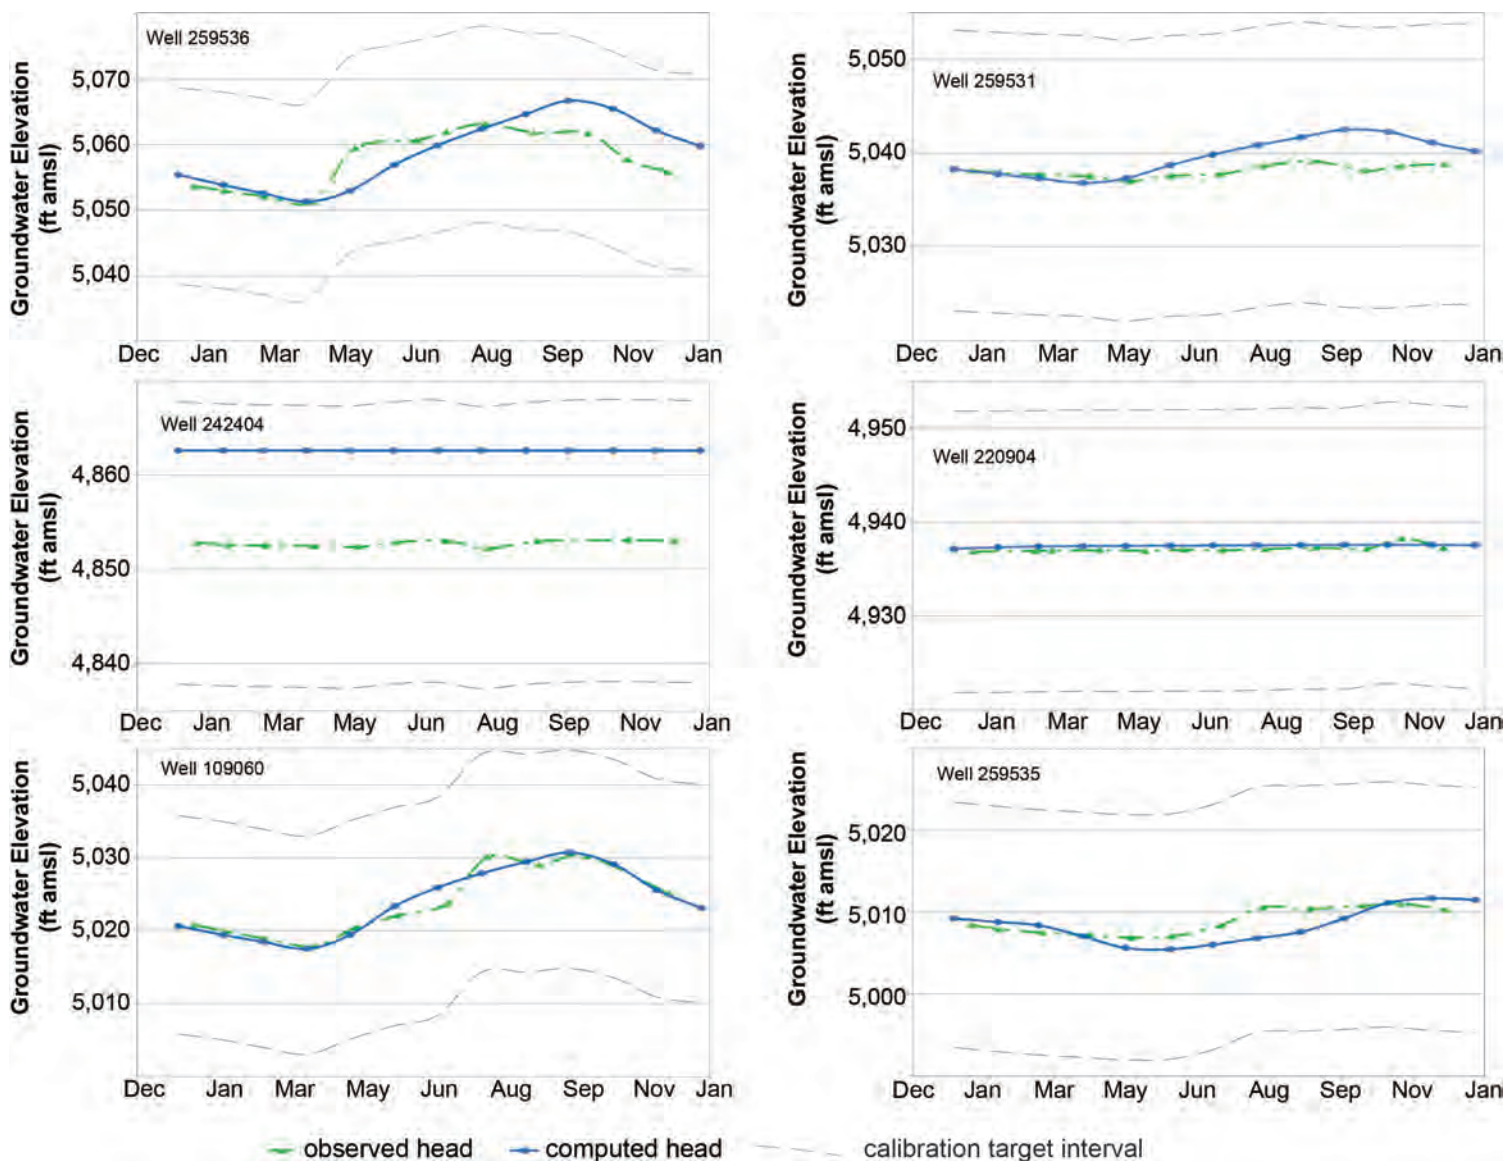 Well 259536
Groundwater Elevation
(ft amsl)
5,070
5,060
5,050
5,040
Dec Jan Mar May Jun Aug Sep Nov Jan
Well 259531
Groundwater Elevation
(ft amsl)
5,050
5,040
5,030
Dec Jan Mar May Jun Aug Sep Nov Jan
Well 242404
Groundwater Elevation
(ft amsl)
4,860
4,850
4,840
Dec Jan Mar May Jun Aug Sep Nov Jan
Well 220904
Groundwater Elevation
(ft amsl)
4,950
4,940
4,930
Dec Jan Mar May Jun Aug Sep Nov Jan
Well 109060
Groundwater Elevation
(ft amsl)
5,040
5,030
5,020
5,010
Dec Jan Mar May Jun Aug Sep Nov Jan
Well 259535
Groundwater Elevation
(ft amsl)
5,020
5,010
5,000
Dec Jan Mar May Jun Aug Sep Nov Jan
observed head computed head calibration target interval